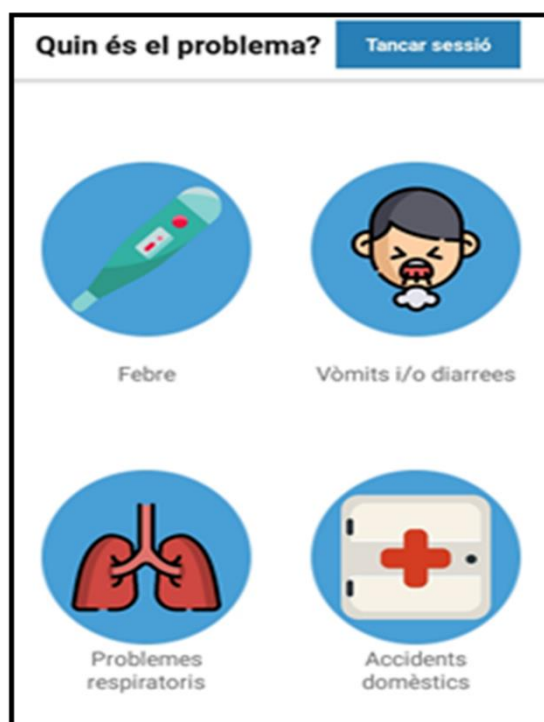 Quin és el problema?
Tancar sessió
Febre
Vòmits i/o diarrees
Problemes
respiratoris
Accidents
domèstics